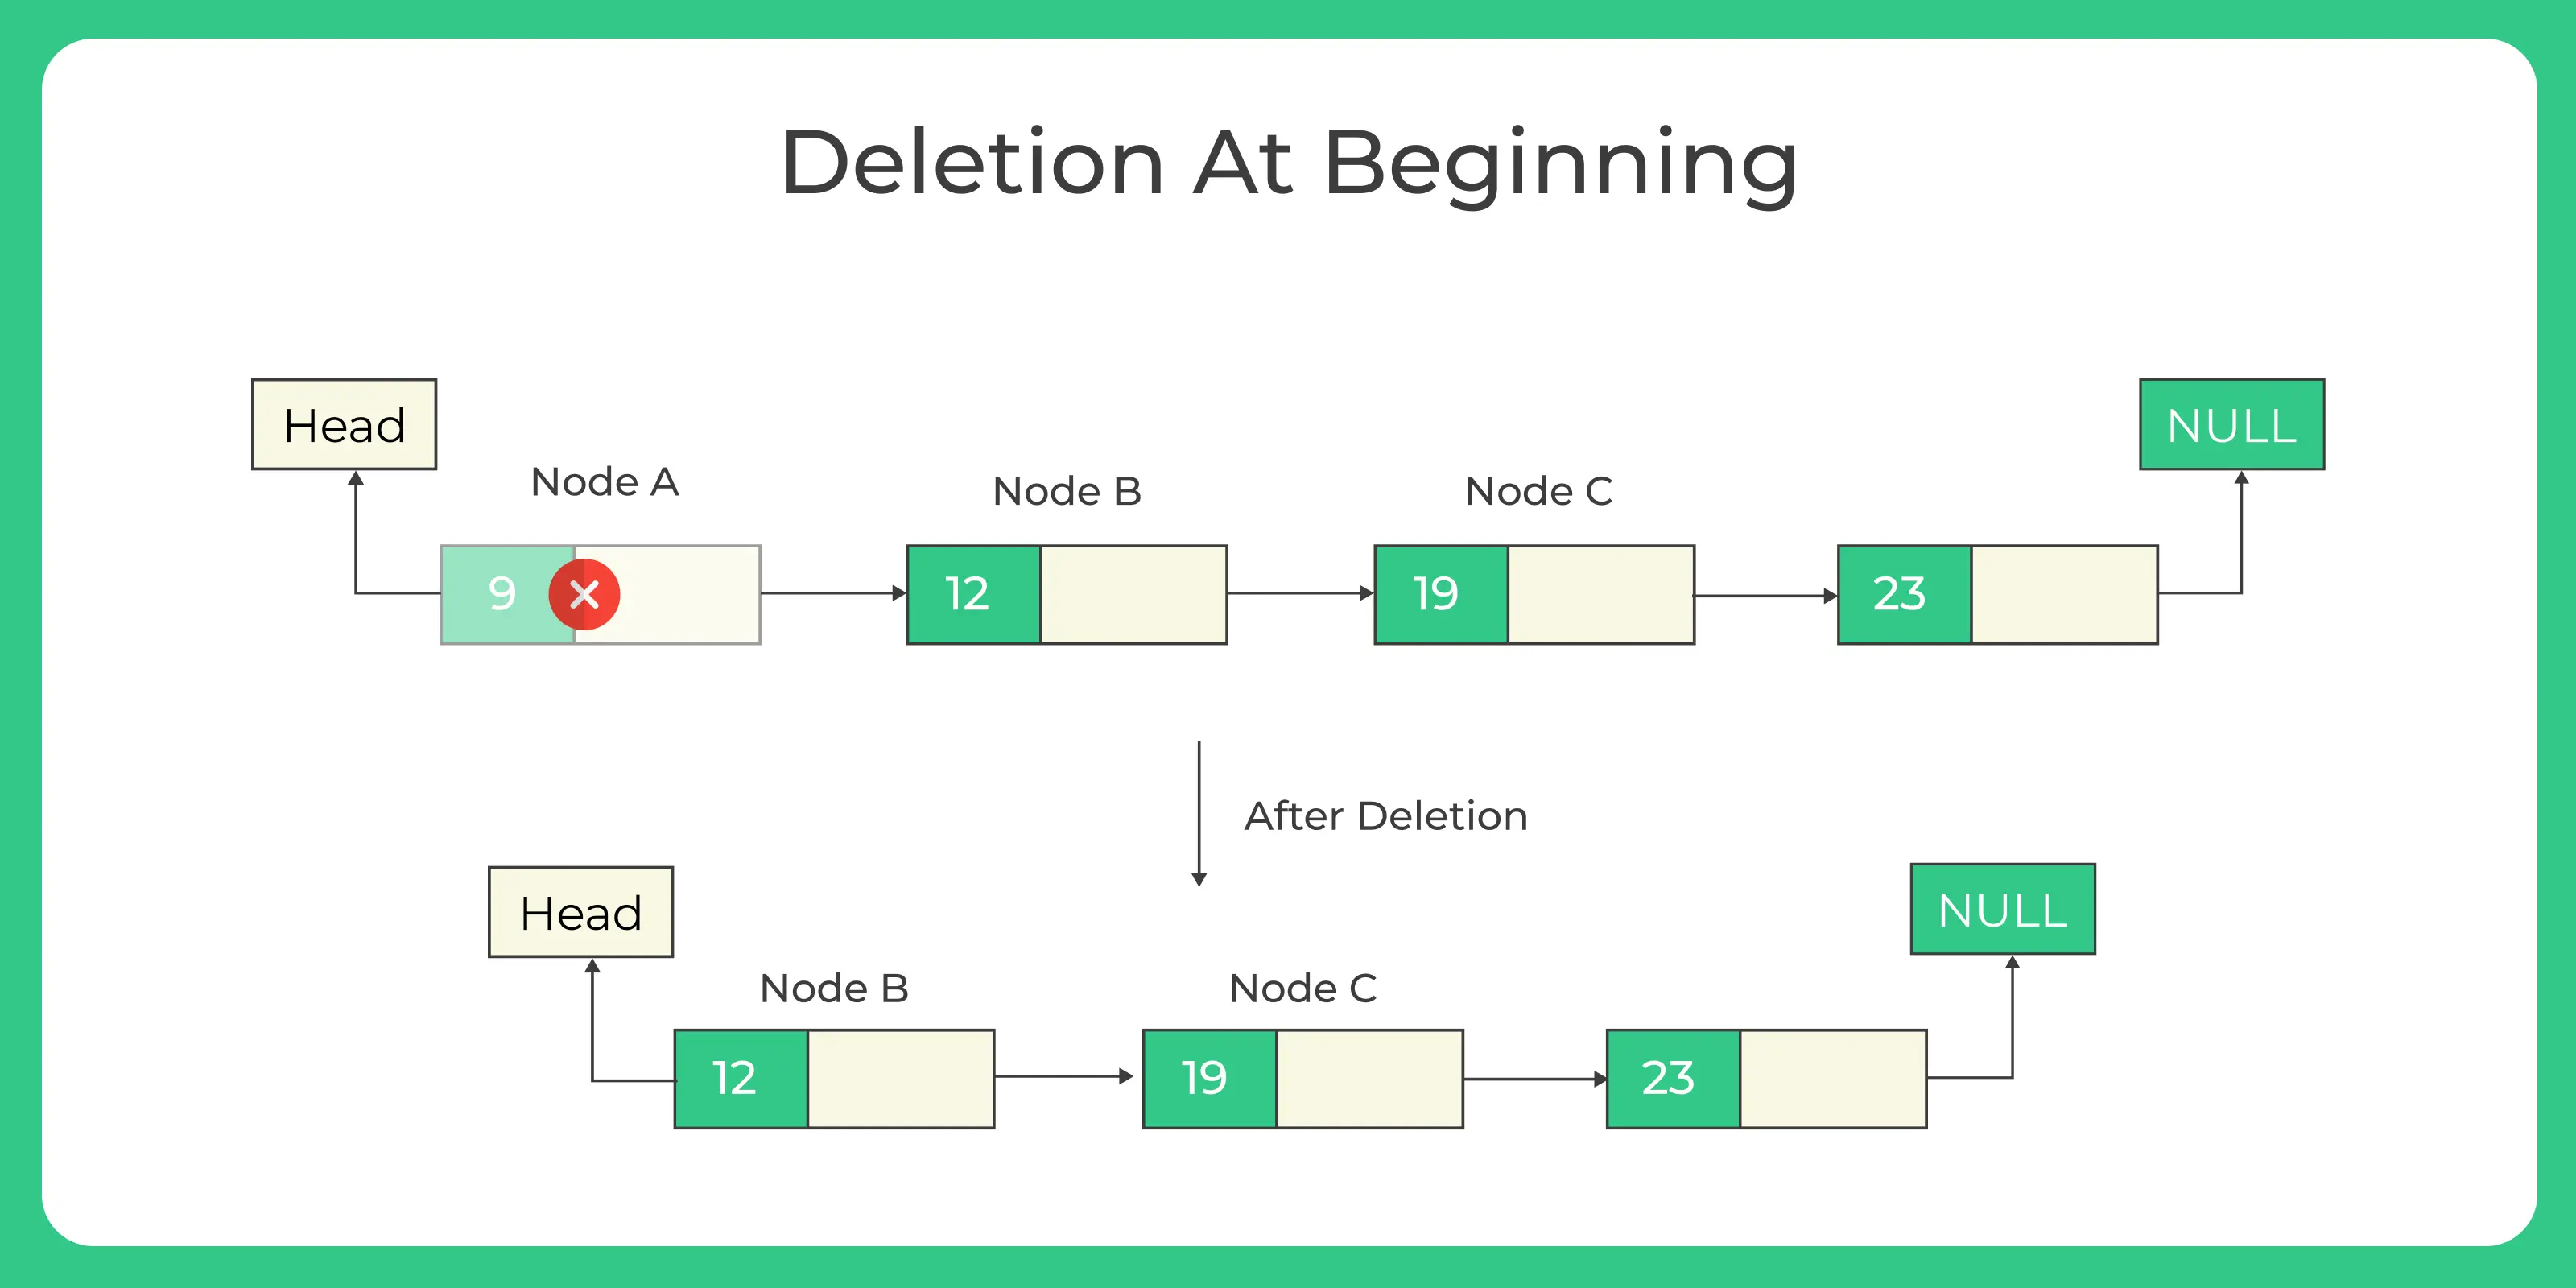 Deletion At Beginning
Head
NULL
Node A
Node B
Node C
9
12
19
23
After Deletion
Head
NULL
Node B
Node C
12
19
23